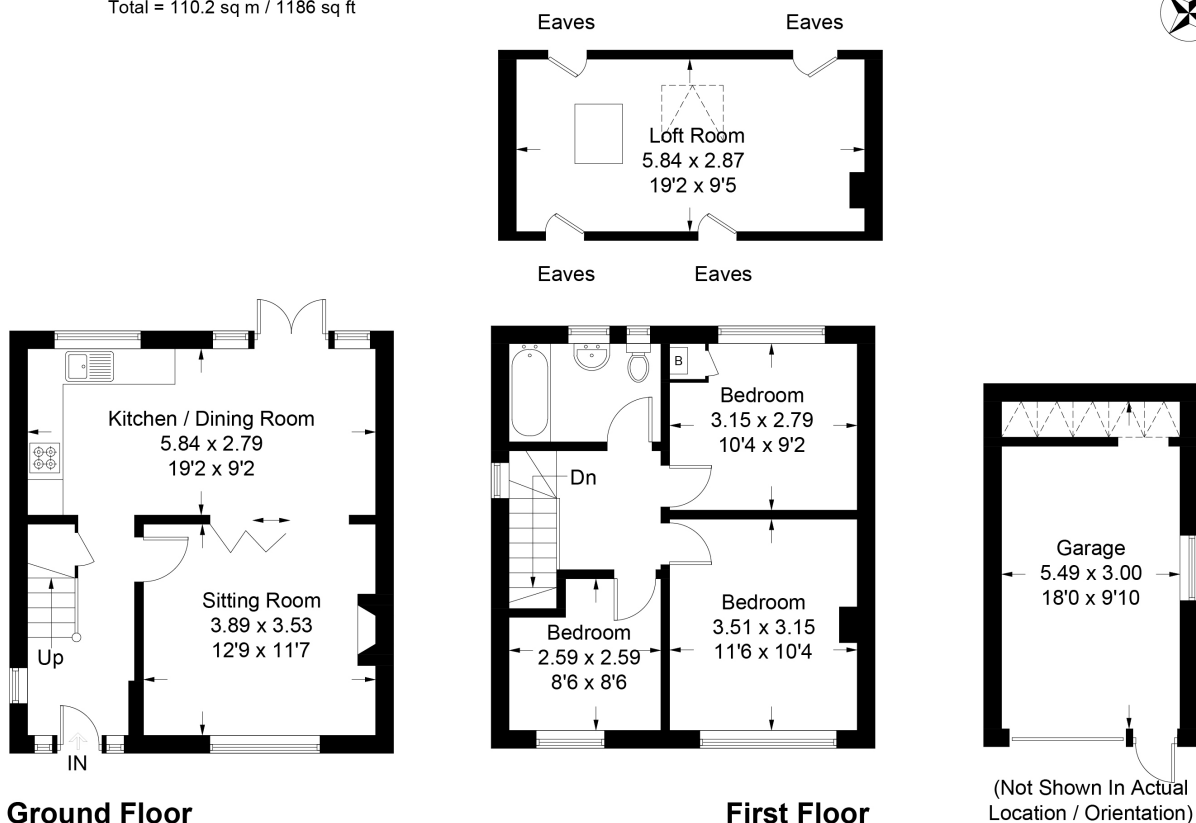 Total = 110.2 sq m / 1186 sq ft
Eaves
Eaves
Loft Room
5.84 x 2.87
19'2 x 9'5
Eaves
Eaves
Kitchen / Dining Room
5.84 x 2.79
19'2 x 9'2
Sitting Room
3.89 x 3.53
12'9 x 11'7
Up
IN
Ground Floor
B
Bedroom
3.15 x 2.79
10'4 x 9'2
Dn
Bedroom
3.51 x 3.15
11'6 x 10'4
Bedroom
2.59 x 2.59
8'6 x 8'6
First Floor
Garage
5.49 x 3.00
18'0 x 9'10
(Not Shown In Actual
Location / Orientation)